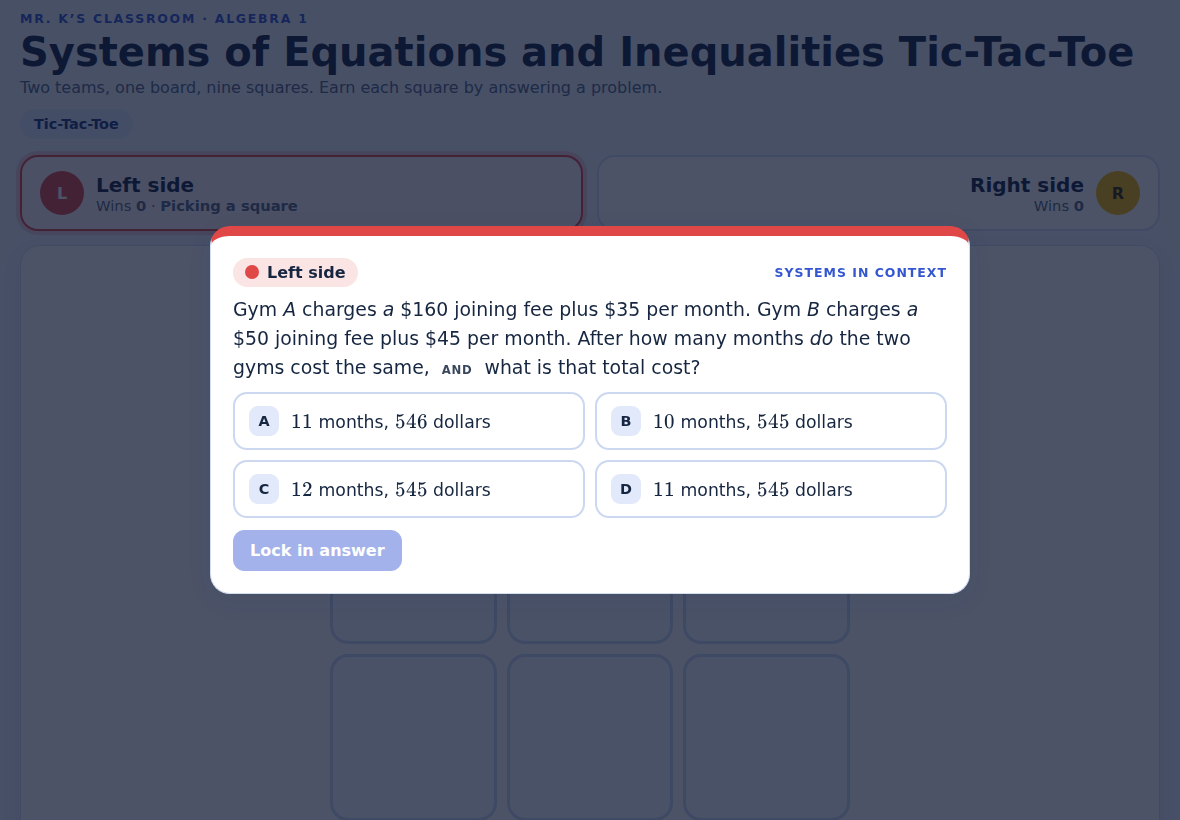 MR. K'S CLASSROOM · ALGEBRA 1
Systems of Equations and Inequalities Tic-Tac-Toe
Two teams, one board, nine squares. Earn each square by answering a problem.
Tic-Tac-Toe
L
Left side
Wins 0 · Picking a square
Right side
Wins 0
R
Left side
SYSTEMS IN CONTEXT
Gym A charges a $160 joining fee plus $35 per month. Gym B charges a
$50 joining fee plus $45 per month. After how many months do the two
gyms cost the same, AND what is that total cost?
A 11 months, 546 dollars
B 10 months, 545 dollars
C 12 months, 545 dollars
D 11 months, 545 dollars
Lock in answer